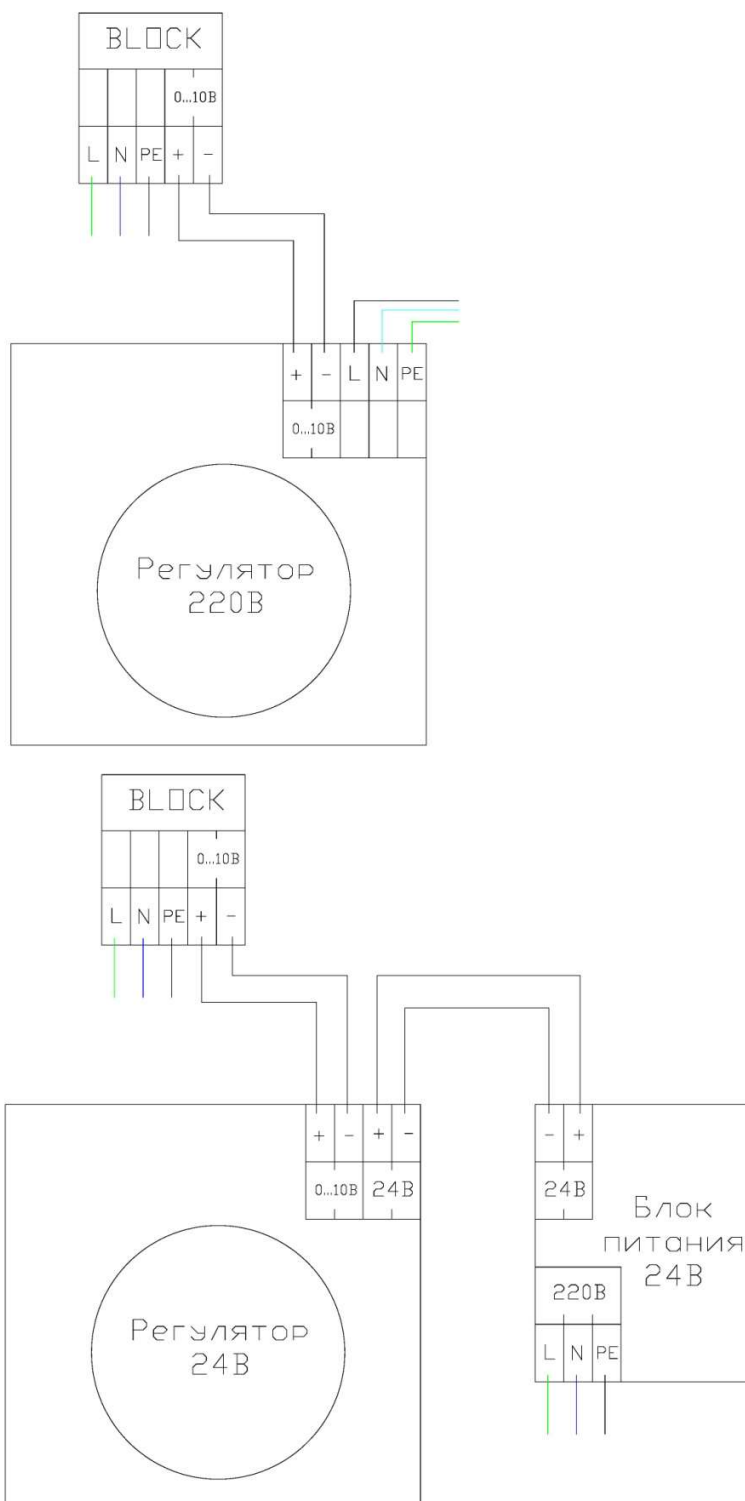 BLOCK
0...10В
L N PE + -
+ - L N PE
0...10В
Регулятор
220В
BLOCK
0...10В
L N PE + -
+ - + -
0...10В 24В
- +
24В
Блок
питания
24В
220В
L N PE
Регулятор
24В